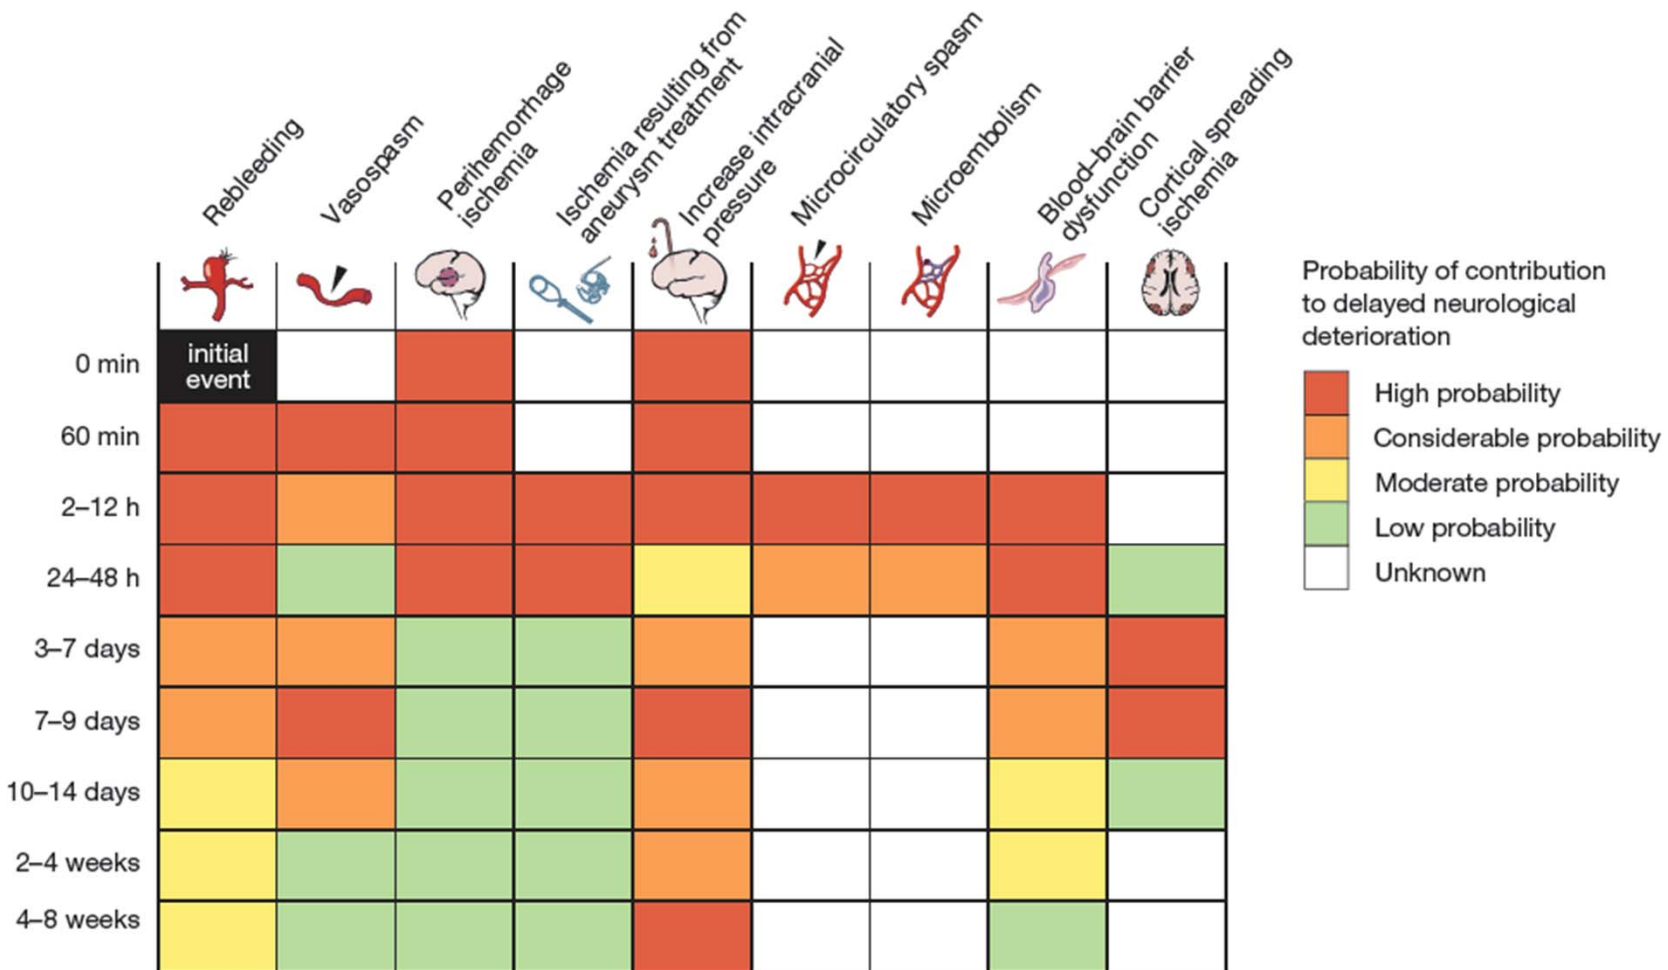 Rebleeding
Vasospasm
Perihemorrhage
ischemia
Ischemia resulting from
aneurysm treatment
Increase intracranial
pressure
Microcirculatory spasm
Microembolism
Blood–brain barrier
dysfunction
Cortical spreading
ischemia
initial
event
0 min
60 min
2–12 h
24–48 h
3–7 days
7–9 days
10–14 days
2–4 weeks
4–8 weeks
Probability of contribution
to delayed neurological
deterioration
High probability
Considerable probability
Moderate probability
Low probability
Unknown